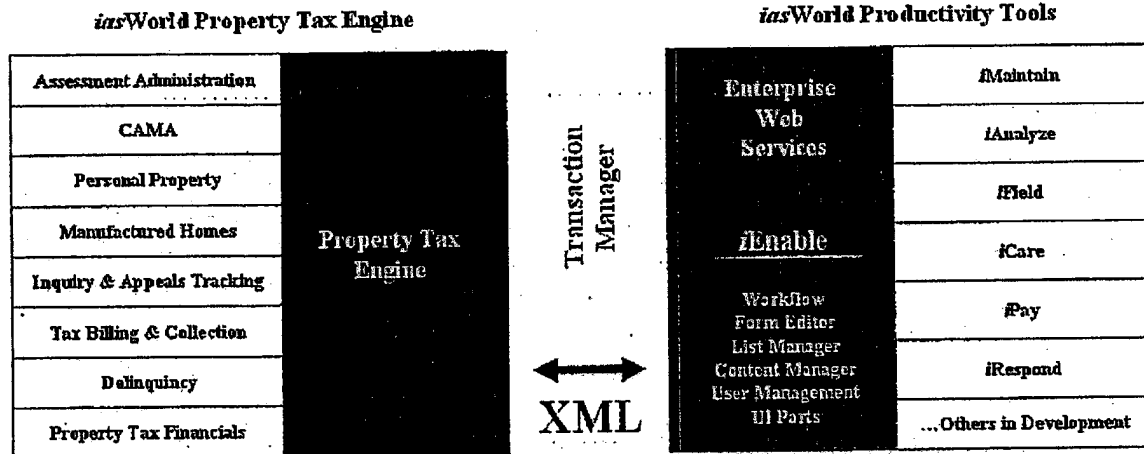 iasWorld Property Tax Engine
Assessment Administration
CAMA
Personal Property
Manufactured Homes
Inquiry & Appeals Tracking
Tax Billing & Collection
Delinquincy
Property Tax Financials
Property Tax
Engine
Transaction
Manager
XML
iasWorld Productivity Tools
Enterprise
Web
Services
iEnable
Workflow
Form Editor
List Manager
Content Manager
User Management
UI Parts
iMaintain
iAnalyze
iField
iCare
iPay
iRespond
...Others in Development